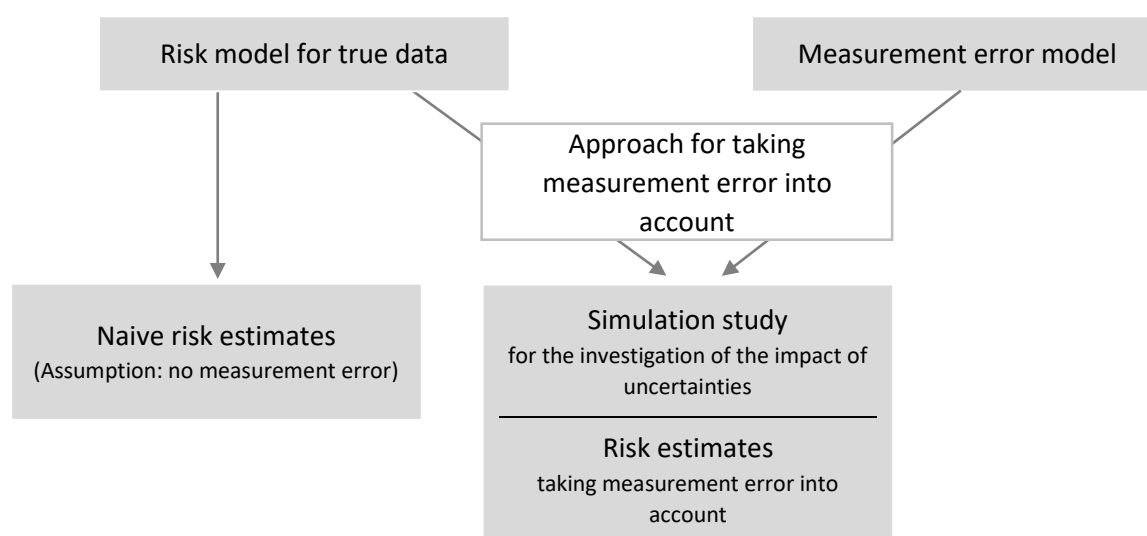 Risk model for true data
Measurement error model
Approach for taking
measurement error into
account
Naive risk estimates
(Assumption: no measurement error)
Simulation study
for the investigation of the impact of
uncertainties
Risk estimates
taking measurement error into
account